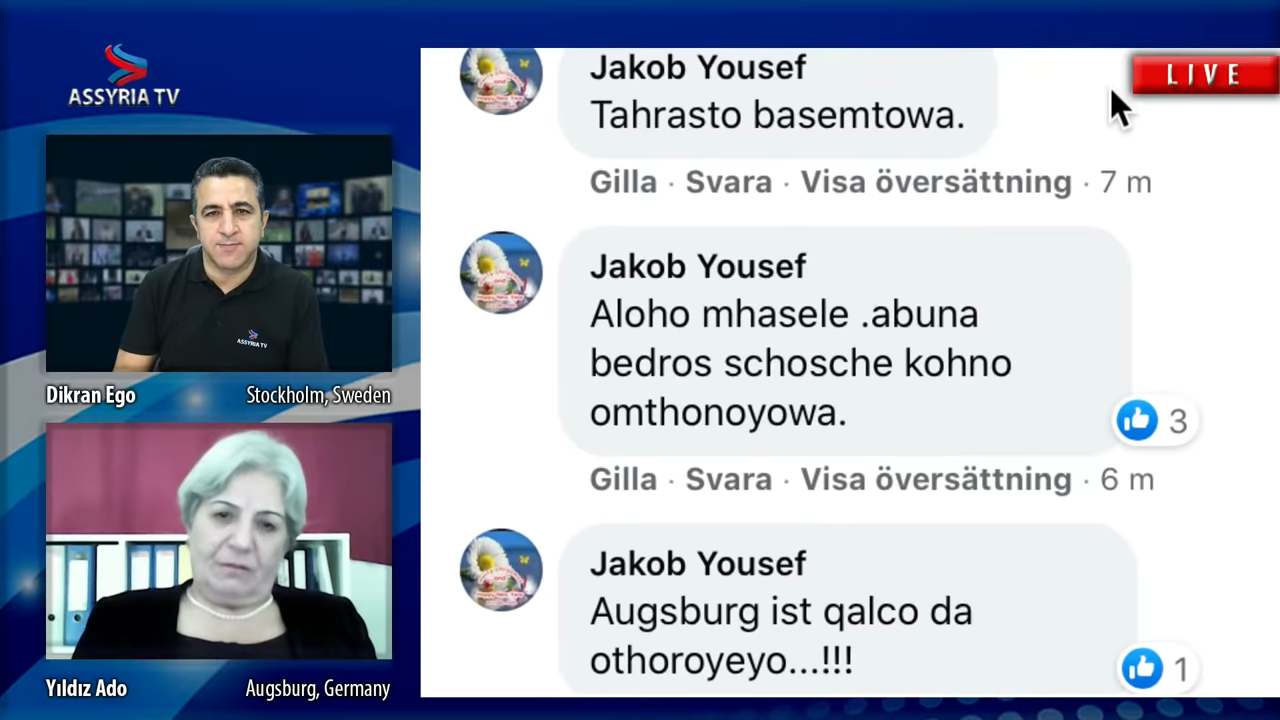 ASSYRIA TV
LIVE
ASSYRIA TV
Dikran Ego
Stockholm, Sweden
Yıldız Ado
Augsburg, Germany
Jakob Yousef
Tahrasto basemtowa.
Gilla · Svara · Visa översättning · 7 m
Jakob Yousef
Aloho mhasele .abuna
bedros schosche kohno
omthonoyowa.
3
Gilla · Svara · Visa översättning · 6 m
Jakob Yousef
Augsburg ist qalco da
othoroyeyo...!!!
1